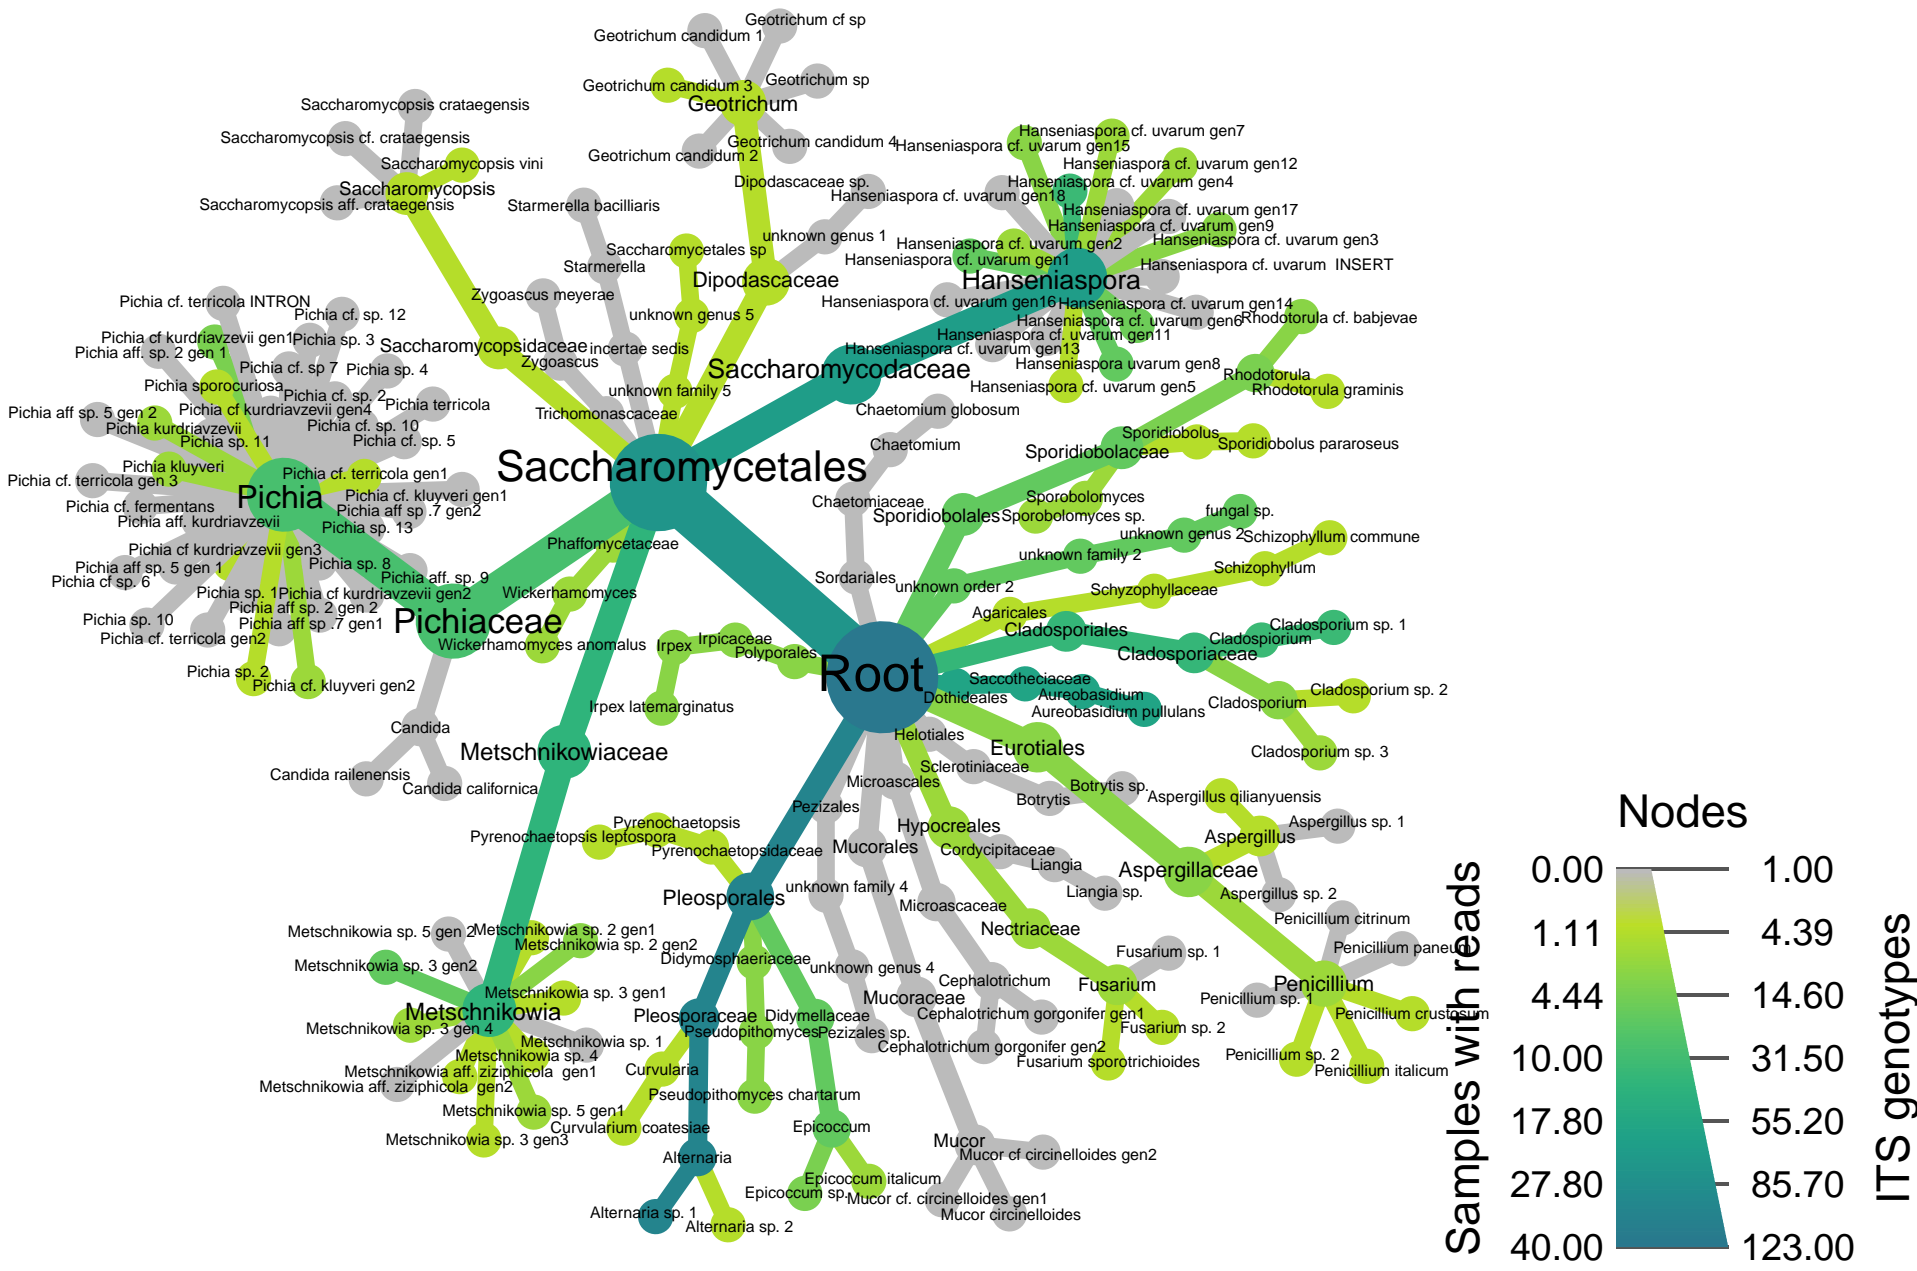 Geotrichum cf sp
Geotrichum candidum 1
Geotrichum sp
Geotrichum candidum 3
Geotrichum
Saccharomycopsis crataegensis
Saccharomycopsis cf. crataegensis
Saccharomycopsis vini
Saccharomycopsis
Saccharomycopsis aff. crataegensis
Geotrichum candidum 4
Geotrichum candidum 2
Dipodascaceae sp.
Starmerella bacilliaris
unknown genus 1
Saccharomycetales sp
Starmerella
Dipodascaceae
Zygoascus meyerae
unknown genus 5
Saccharomycopsidaceae
incertae sedis
Zygoascus
unknown family 5
Trichomonascaceae
Hanseniaspora cf. uvarum gen7
Hanseniaspora cf. uvarum gen15
Hanseniaspora cf. uvarum gen12
Hanseniaspora cf. uvarum gen4
Hanseniaspora cf. uvarum gen18
Hanseniaspora cf. uvarum gen17
Hanseniaspora cf. uvarum gen9
Hanseniaspora cf. uvarum gen3
Hanseniaspora cf. uvarum gen2
Hanseniaspora cf. uvarum gen1
Hanseniaspora cf. uvarum  INSERT
Hanseniaspora
Hanseniaspora cf. uvarum gen16
Hanseniaspora cf. uvarum gen14
Hanseniaspora cf. uvarum gen6
Hanseniaspora cf. uvarum gen11
Hanseniaspora cf. uvarum gen13
Hanseniaspora uvarum gen8
Hanseniaspora cf. uvarum gen5
Saccharomycodaceae
Rhodotorula cf. babjevae
Rhodotorula
Rhodotorula graminis
Pichia cf. terricola INTRON
Pichia cf. sp. 12
Pichia cf kurdriavzevii gen1
Pichia sp. 3
Pichia aff. sp. 2 gen 1
Pichia cf. sp 7
Pichia sp. 4
Pichia sporocuriosa
Pichia cf. sp. 2
Pichia terricola
Pichia aff sp. 5 gen 2
Pichia cf kurdriavzevii gen4
Pichia kurdriavzevii
Pichia cf. sp. 10
Pichia sp. 11
Pichia cf. sp. 5
Pichia kluyveri
Pichia cf. terricola gen1
Pichia cf. terricola gen 3
Pichia
Pichia cf. kluyveri gen1
Pichia cf. fermentans
Pichia aff sp .7 gen2
Pichia aff. kurdriavzevii
Pichia sp. 13
Pichia cf kurdriavzevii gen3
Pichia aff sp. 5 gen 1
Pichia sp. 8
Pichia cf sp. 6
Pichia aff. sp. 9
Pichia sp. 1
Pichia cf kurdriavzevii gen2
Pichia aff sp. 2 gen 2
Pichia sp. 10
Pichia aff sp .7 gen1
Pichia cf. terricola gen2
Pichia sp. 2
Pichia cf. kluyveri gen2
Pichiaceae
Saccharomycetales
Chaetomium globosum
Chaetomium
Chaetomiaceae
Sordariales
Sporidiobolus
Sporidiobolus pararoseus
Sporidiobolaceae
Sporobolomyces
Sporidiobolales
Sporobolomyces sp.
fungal sp.
unknown genus 2
unknown family 2
unknown order 2
Schizophyllum commune
Schizophyllum
Schyzophyllaceae
Agaricales
Phaffomycetaceae
Wickerhamomyces
Wickerhamomyces anomalus
Irpex
Irpicaceae
Polyporales
Irpex latemarginatus
Root
Cladosporiales
Cladosporium sp. 1
Cladospiorium
Cladosporiaceae
Cladosporium sp. 2
Cladosporium
Cladosporium sp. 3
Saccotheciaceae
Dothideales
Aureobasidium
Aureobasidium pullulans
Candida
Candida railenensis
Candida californica
Metschnikowiaceae
Helotiales
Eurotiales
Sclerotiniaceae
Microascales
Botrytis sp.
Botrytis
Pezizales
Aspergillus qilianyuensis
Aspergillus sp. 1
Aspergillus
Hypocreales
Mucorales
Cordycipitaceae
Liangia
Liangia sp.
Aspergillaceae
Aspergillus sp. 2
Pyrenochaetopsis
Pyrenochaetopsis leptospora
Pyrenochaetopsidaceae
Pleosporales
unknown family 4
Microascaceae
Nectriaceae
Penicillium citrinum
Penicillium paneum
Metschnikowia sp. 5 gen 2
Metschnikowia sp. 2 gen1
Metschnikowia sp. 2 gen2
Metschnikowia sp. 3 gen2
Metschnikowia sp. 3 gen1
Metschnikowia
Metschnikowia sp. 3 gen 4
Metschnikowia sp. 1
Metschnikowia sp. 4
Metschnikowia aff. ziziphicola  gen1
Metschnikowia aff. ziziphicola  gen2
Metschnikowia sp. 5 gen1
Metschnikowia sp. 3 gen3
Didymosphaeriaceae
unknown genus 4
Cephalotrichum
Fusarium sp. 1
Fusarium
Penicillium
Penicillium sp. 1
Penicillium crustosum
Mucoraceae
Cephalotrichum gorgonifer gen1
Pleosporaceae
Didymellaceae
Pseudopithomyces
Pezizales sp.
Fusarium sp. 2
Cephalotrichum gorgonifer gen2
Fusarium sporotrichioides
Penicillium sp. 2
Penicillium italicum
Curvularia
Pseudopithomyces chartarum
Curvularium coatesiae
Epicoccum
Alternaria
Mucor
Mucor cf circinelloides gen2
Epicoccum italicum
Epicoccum sp.
Mucor cf. circinelloides gen1
Mucor circinelloides
Alternaria sp. 1
Alternaria sp. 2
Nodes
Samples with reads
ITS genotypes
0.00 1.00
1.11 4.39
4.44 14.60
10.00 31.50
17.80 55.20
27.80 85.70
40.00 123.00